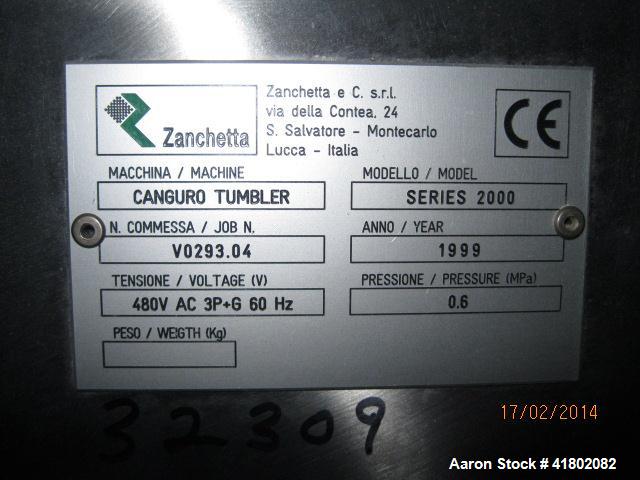 Zanchetta
Zanchetta e C. s.r.l.
via della Contea, 24
S. Salvatore - Montecarlo
Lucca - Italia
CE
MACCHINA / MACHINE
CANGURO TUMBLER
MODELLO / MODEL
SERIES 2000
N. COMMESSA / JOB N.
V0293.04
ANNO / YEAR
1999
TENSIONE / VOLTAGE (V)
480V AC 3P+G 60 Hz
PRESSIONE / PRESSURE (MPa)
0.6
PESO / WEIGTH (Kg)
32309
17/02/2014
Aaron Stock # 41802082